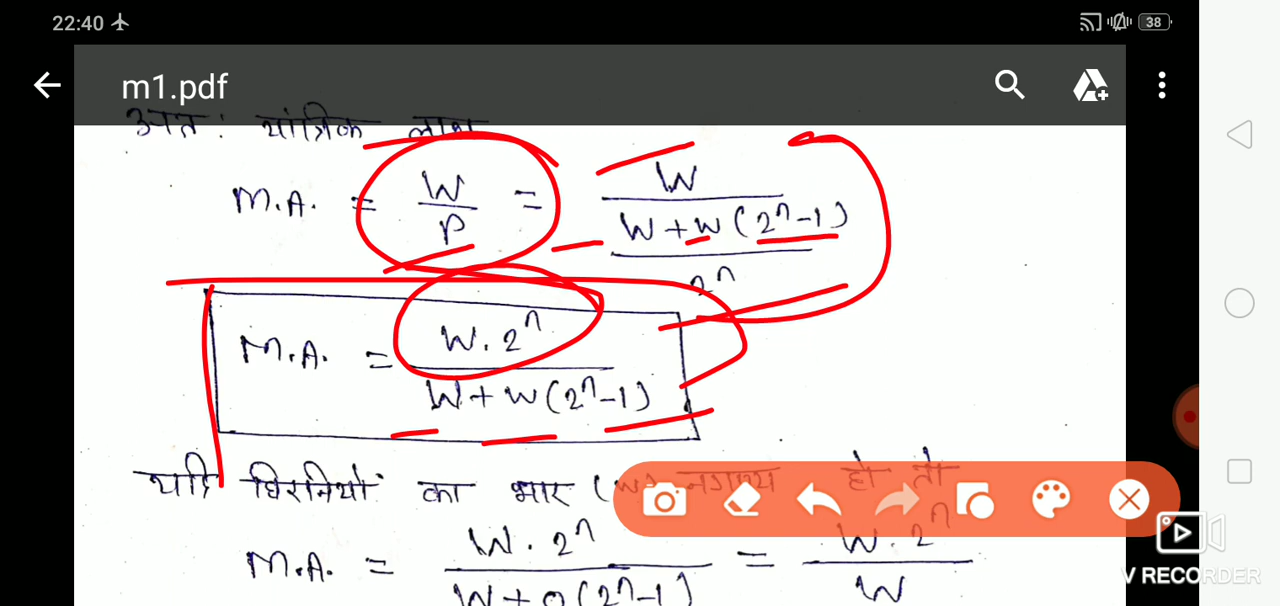 22:40
38
m1.pdf
अतः यांत्रिक लाभ
M.A. = W/P = W/((W+w(2ⁿ-1))/2ⁿ)
M.A. = W.2ⁿ/(W+w(2ⁿ-1))
यदि घिरनियों का भार (w) नगण्य हो तो
M.A. = W.2ⁿ/(W+0(2ⁿ-1)) = W.2ⁿ/W
V RECORDER